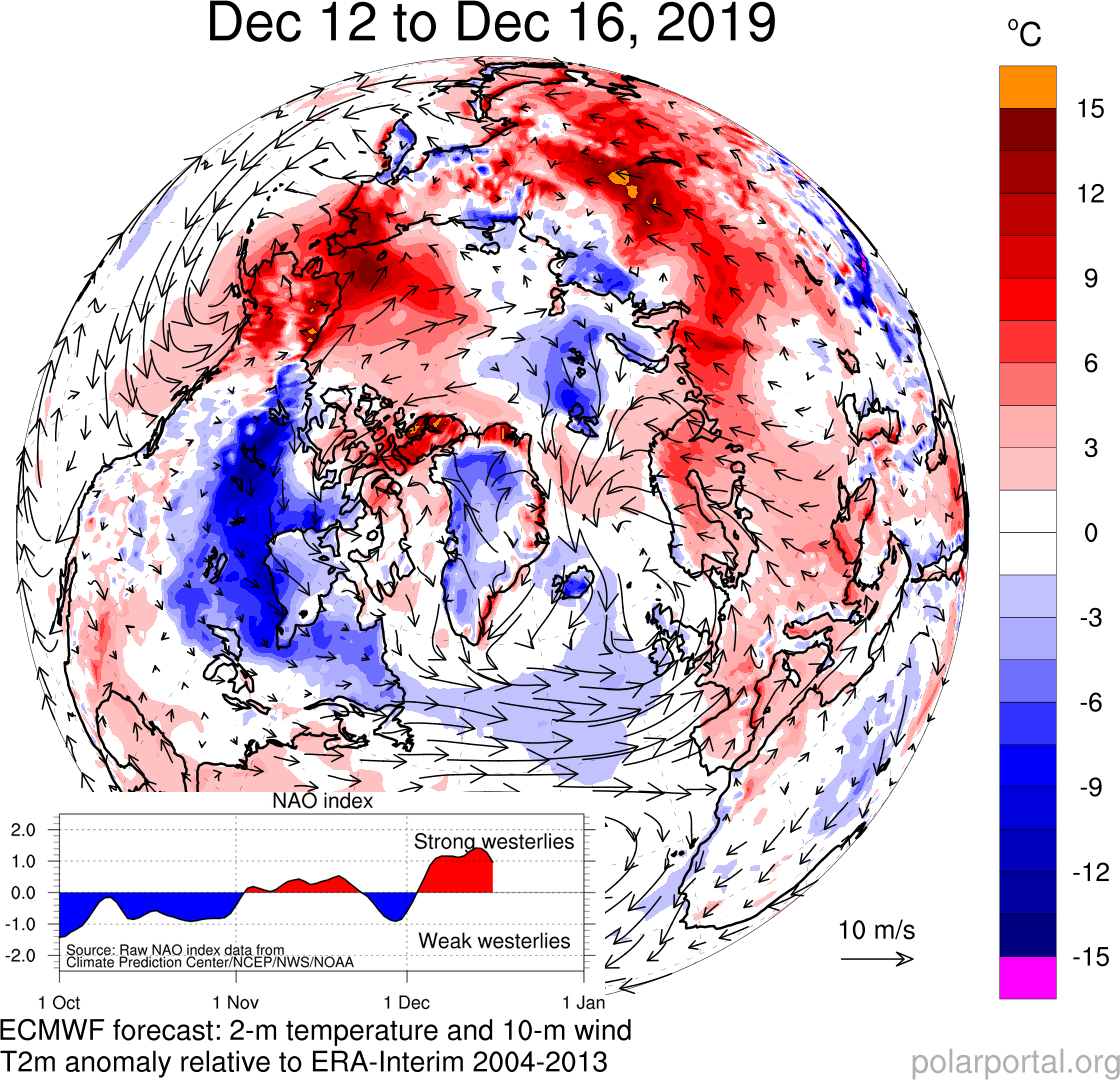 Dec 12 to Dec 16, 2019
ºC
15
12
9
6
3
0
-3
-6
-9
-12
-15
10 m/s
NAO index
2.0
1.0
0.0
-1.0
-2.0
Strong westerlies
Weak westerlies
Source: Raw NAO index data from
Climate Prediction Center/NCEP/NWS/NOAA
1 Oct 1 Nov 1 Dec 1 Jan
ECMWF forecast: 2-m temperature and 10-m wind
T2m anomaly relative to ERA-Interim 2004-2013
polarportal.org